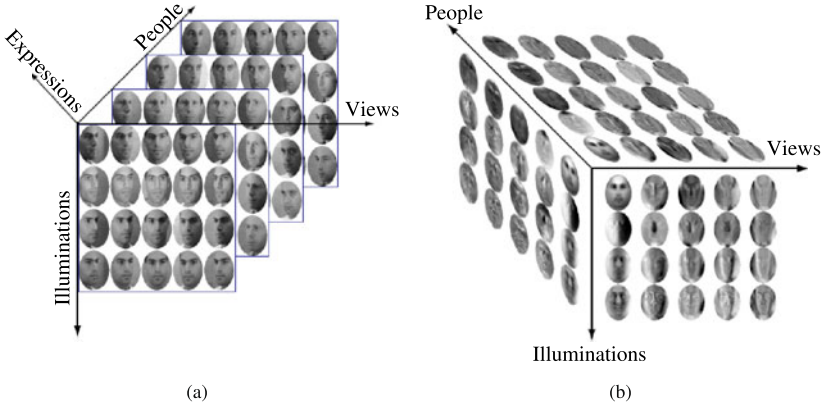 People
Expressions
Views
Illuminations
(a)
People
Views
Illuminations
(b)